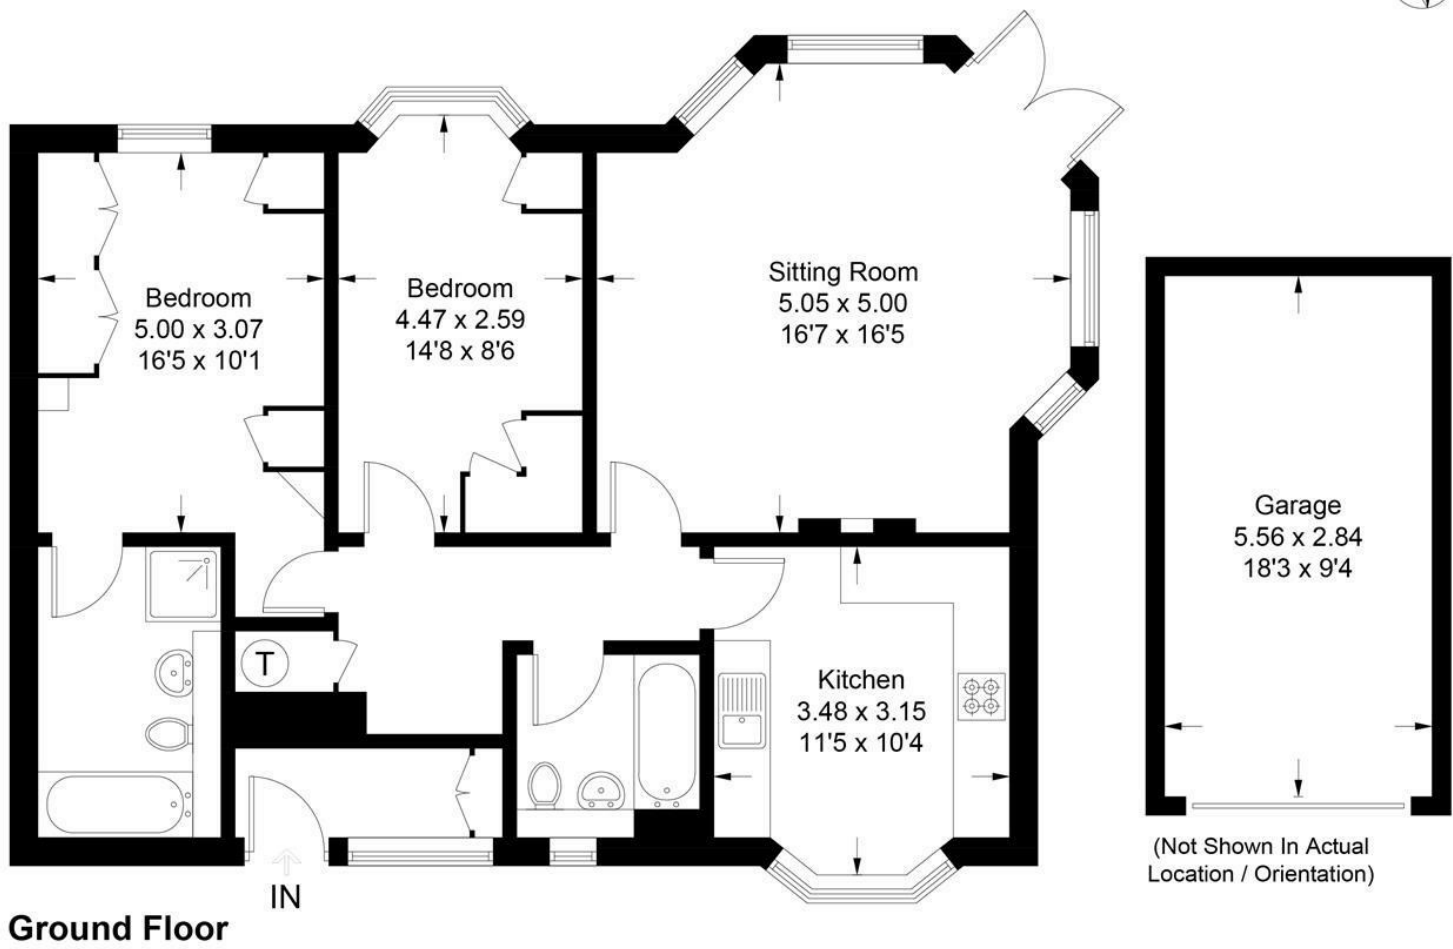 Bedroom
5.00 x 3.07
16'5 x 10'1
Bedroom
4.47 x 2.59
14'8 x 8'6
Sitting Room
5.05 x 5.00
16'7 x 16'5
Garage
5.56 x 2.84
18'3 x 9'4
(Not Shown In Actual
Location / Orientation)
T
Kitchen
3.48 x 3.15
11'5 x 10'4
IN
Ground Floor